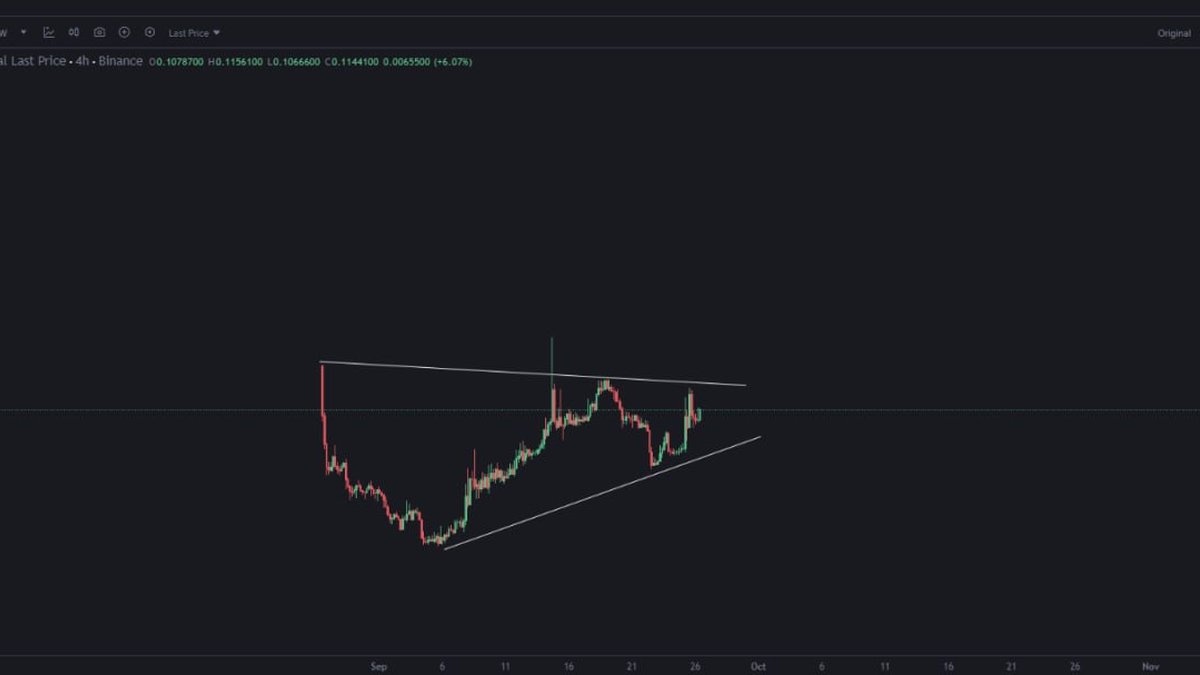 Last Price Original
Last Price • 4h • Binance O0.1078700 H0.1156100 L0.1066600 C0.1144100 0.0065500 (+6.07%)
Sep 6 11 16 21 26 Oct 6 11 16 21 26 Nov